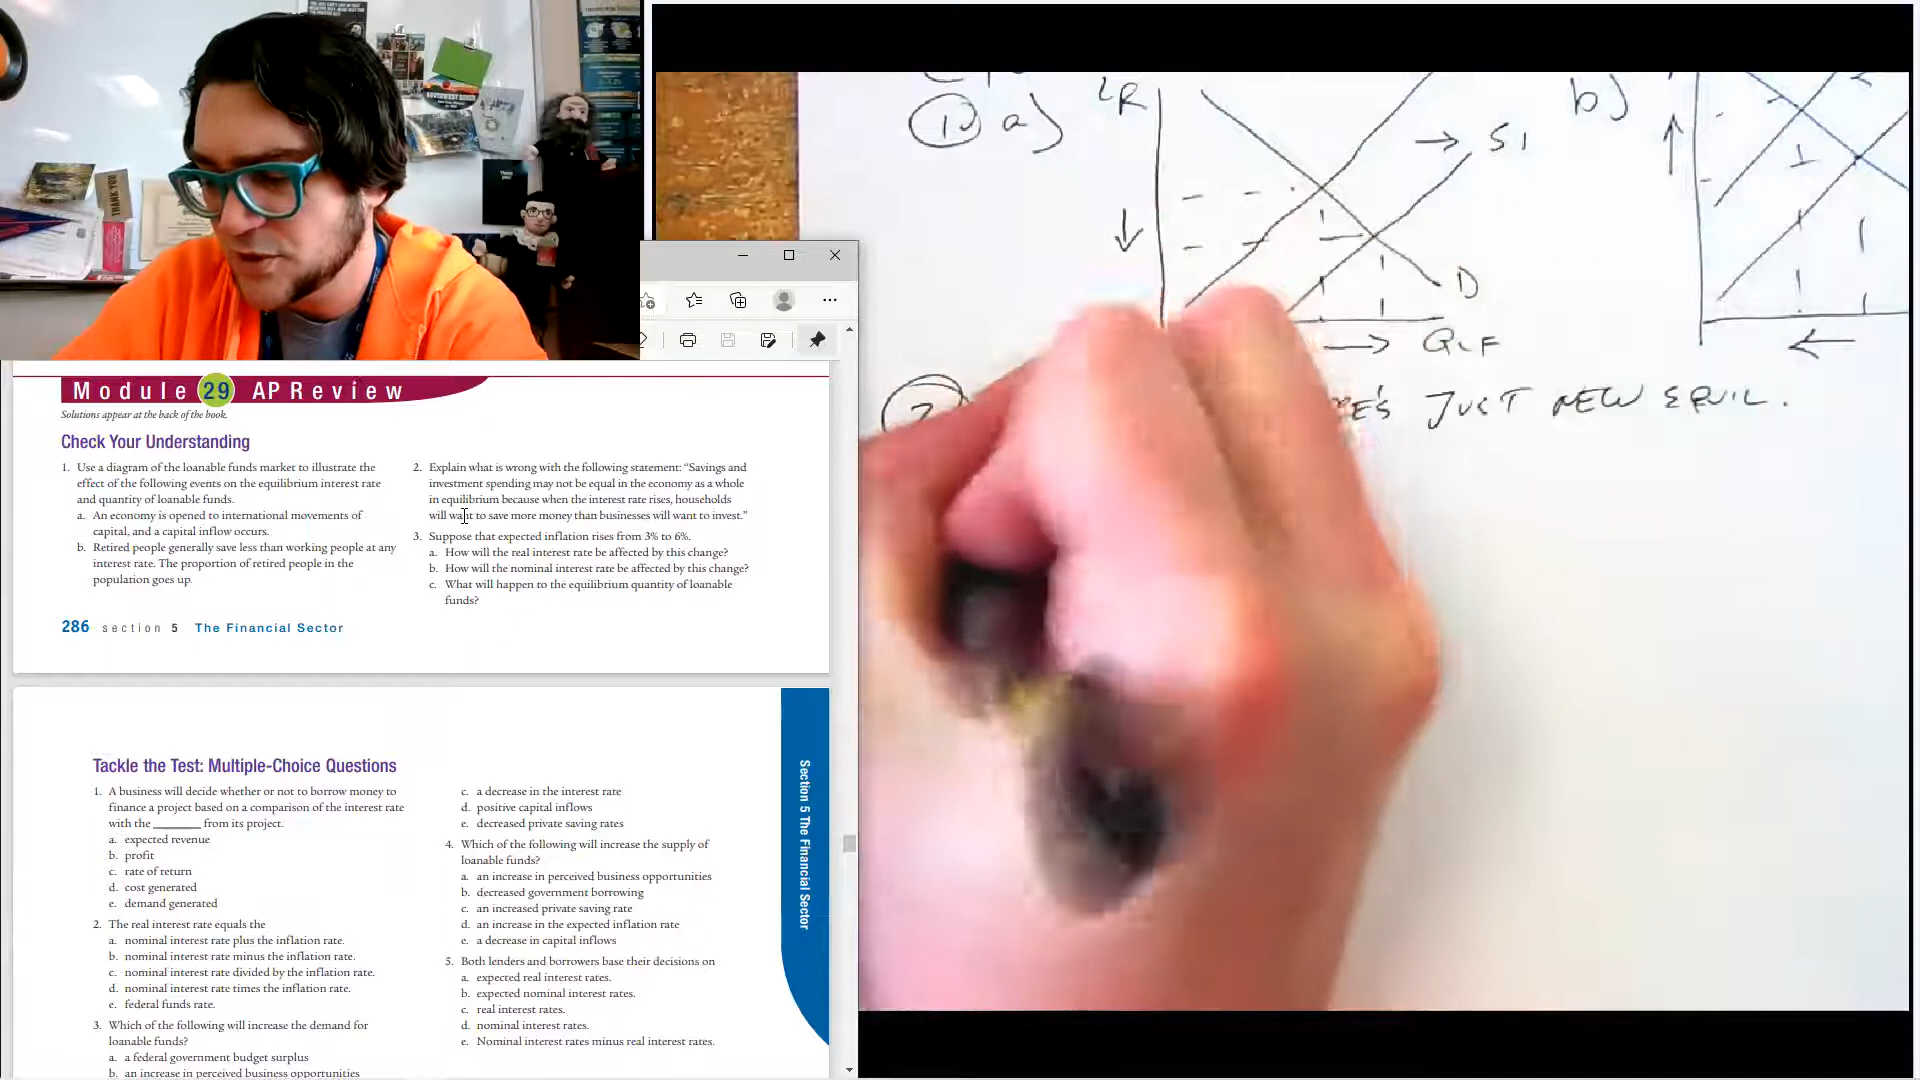 THANK YOU
Module 29 AP Review
Solutions appear at the back of the book.
Check Your Understanding
1. Use a diagram of the loanable funds market to illustrate the
effect of the following events on the equilibrium interest rate
and quantity of loanable funds.
a. An economy is opened to international movements of
capital, and a capital inflow occurs.
b. Retired people generally save less than working people at any
interest rate. The proportion of retired people in the
population goes up.
2. Explain what is wrong with the following statement: “Savings and
investment spending may not be equal in the economy as a whole
in equilibrium because when the interest rate rises, households
will want to save more money than businesses will want to invest.”
3. Suppose that expected inflation rises from 3% to 6%.
a. How will the real interest rate be affected by this change?
b. How will the nominal interest rate be affected by this change?
c. What will happen to the equilibrium quantity of loanable
funds?
286 section 5 The Financial Sector
Tackle the Test: Multiple-Choice Questions
1. A business will decide whether or not to borrow money to
finance a project based on a comparison of the interest rate
with the ______ from its project.
a. expected revenue
b. profit
c. rate of return
d. cost generated
e. demand generated
2. The real interest rate equals the
a. nominal interest rate plus the inflation rate.
b. nominal interest rate minus the inflation rate.
c. nominal interest rate divided by the inflation rate.
d. nominal interest rate times the inflation rate.
e. federal funds rate.
3. Which of the following will increase the demand for
loanable funds?
a. a federal government budget surplus
b. an increase in perceived business opportunities
c. a decrease in the interest rate
d. positive capital inflows
e. decreased private saving rates
4. Which of the following will increase the supply of
loanable funds?
a. an increase in perceived business opportunities
b. decreased government borrowing
c. an increased private saving rate
d. an increase in the expected inflation rate
e. a decrease in capital inflows
5. Both lenders and borrowers base their decisions on
a. expected real interest rates.
b. expected nominal interest rates.
c. real interest rates.
d. nominal interest rates.
e. Nominal interest rates minus real interest rates.
Section 5 The Financial Sector
1 a)
S1
D
QLF
b)
2
JUST NEW EQUIL.